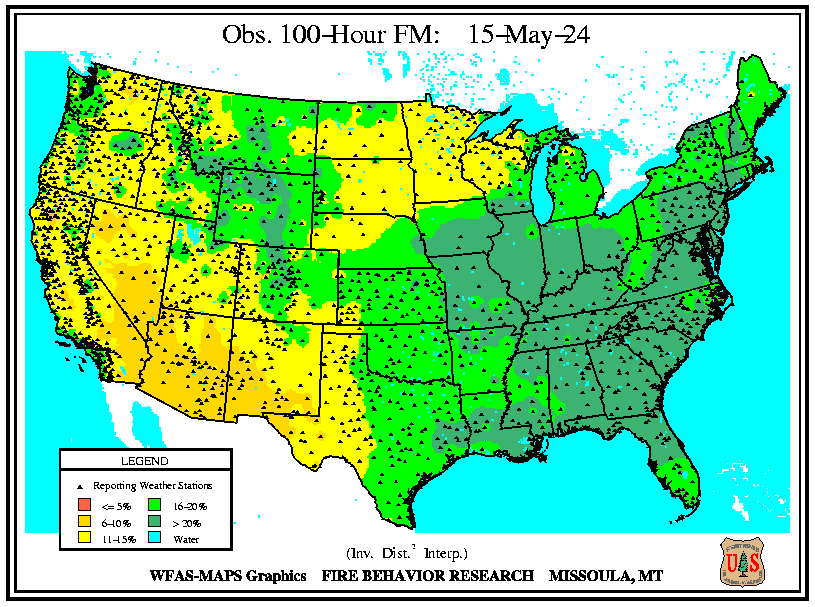 Obs. 100-Hour FM: 15-May-24
LEGEND
Reporting Weather Stations
<= 5% 16-20%
6-10% > 20%
11-15% Water
(Inv. Dist.² Interp.)
WFAS-MAPS Graphics FIRE BEHAVIOR RESEARCH MISSOULA, MT
U S